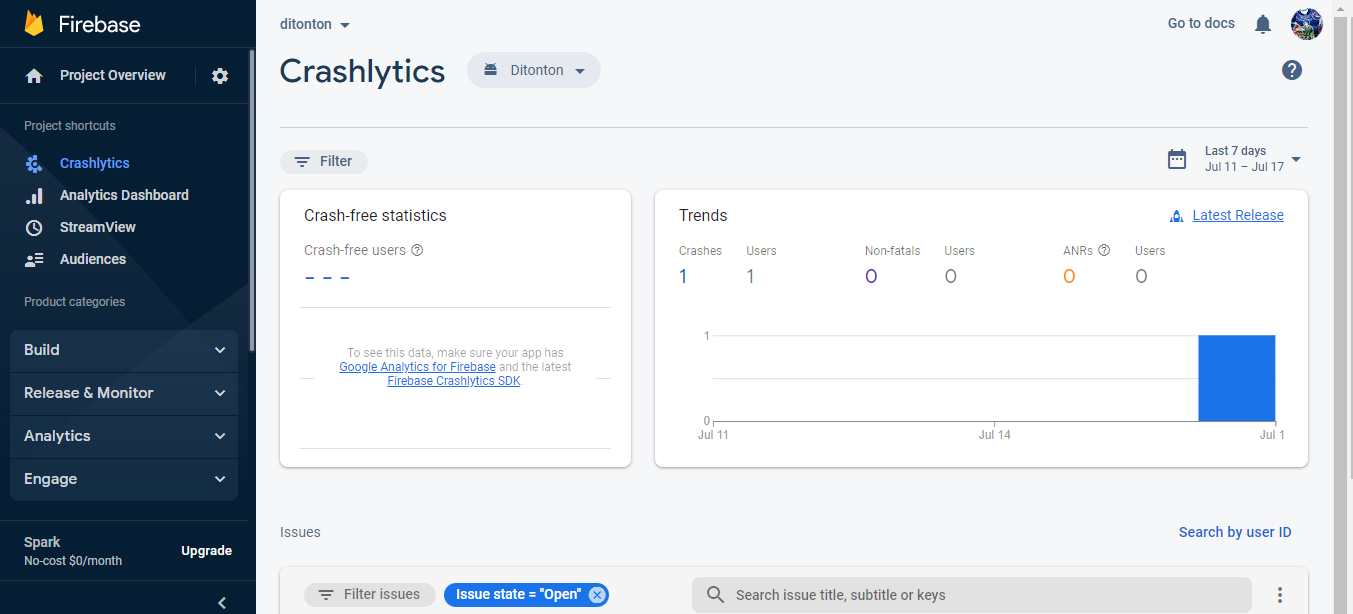 Firebase
Project Overview
Project shortcuts
Crashlytics
Analytics Dashboard
StreamView
Audiences
Product categories
Build
Release & Monitor
Analytics
Engage
Spark
No-cost $0/month
Upgrade
ditonton
Go to docs
Crashlytics
Ditonton
Filter
Last 7 days
Jul 11 – Jul 17
Crash-free statistics
Crash-free users
– – –
To see this data, make sure your app has
Google Analytics for Firebase and the latest
Firebase Crashlytics SDK.
Trends
Latest Release
Crashes Users Non-fatals Users ANRs Users
1 1 0 0 0 0
1
0
Jul 11 Jul 14 Jul 1
Issues
Search by user ID
Filter issues
Issue state = "Open"
Search issue title, subtitle or keys